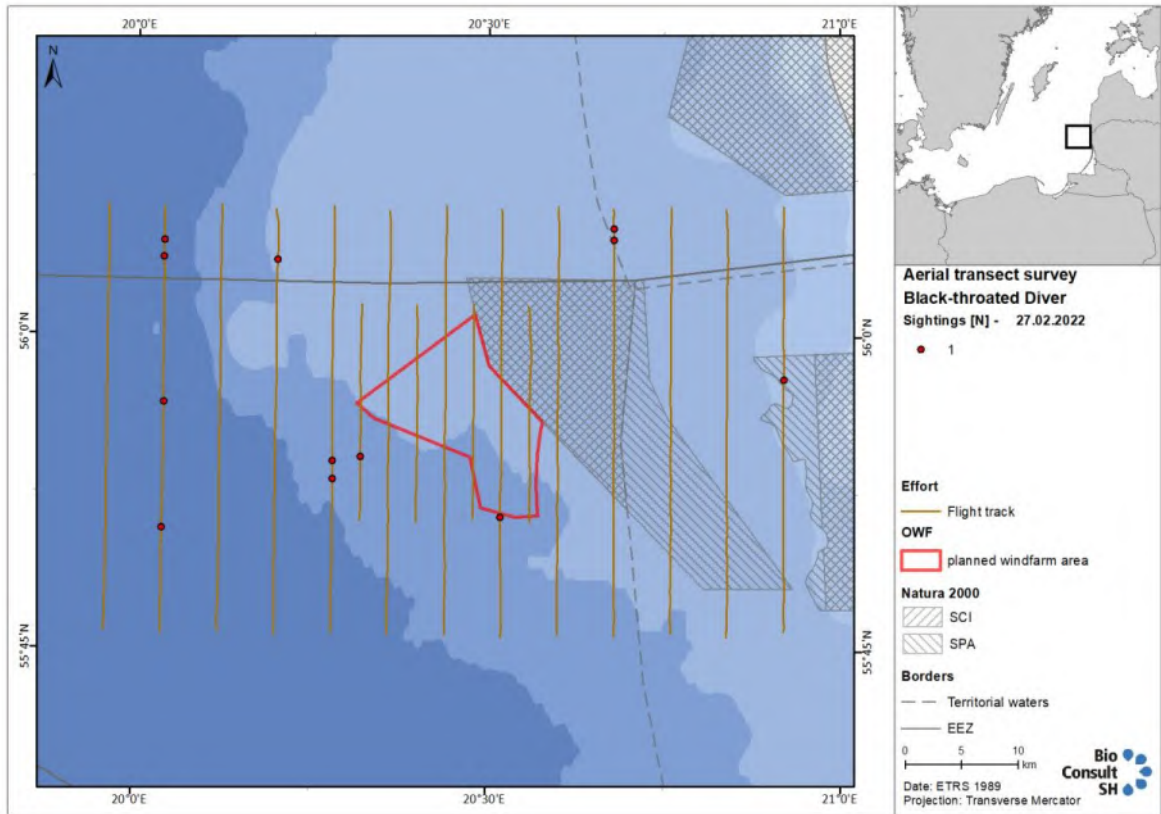 20°0'E
20°30'E
21°0'E
N
56°0'N
56°0'N
55°45'N
55°45'N
20°0'E
20°30'E
21°0'E
Aerial transect survey
Black-throated Diver
Sightings [N] - 27.02.2022
1
Effort
Flight track
OWF
planned windfarm area
Natura 2000
SCI
SPA
Borders
Territorial waters
EEZ
0 5 10
km
Date: ETRS 1989
Projection: Transverse Mercator
Bio
Consult
SH